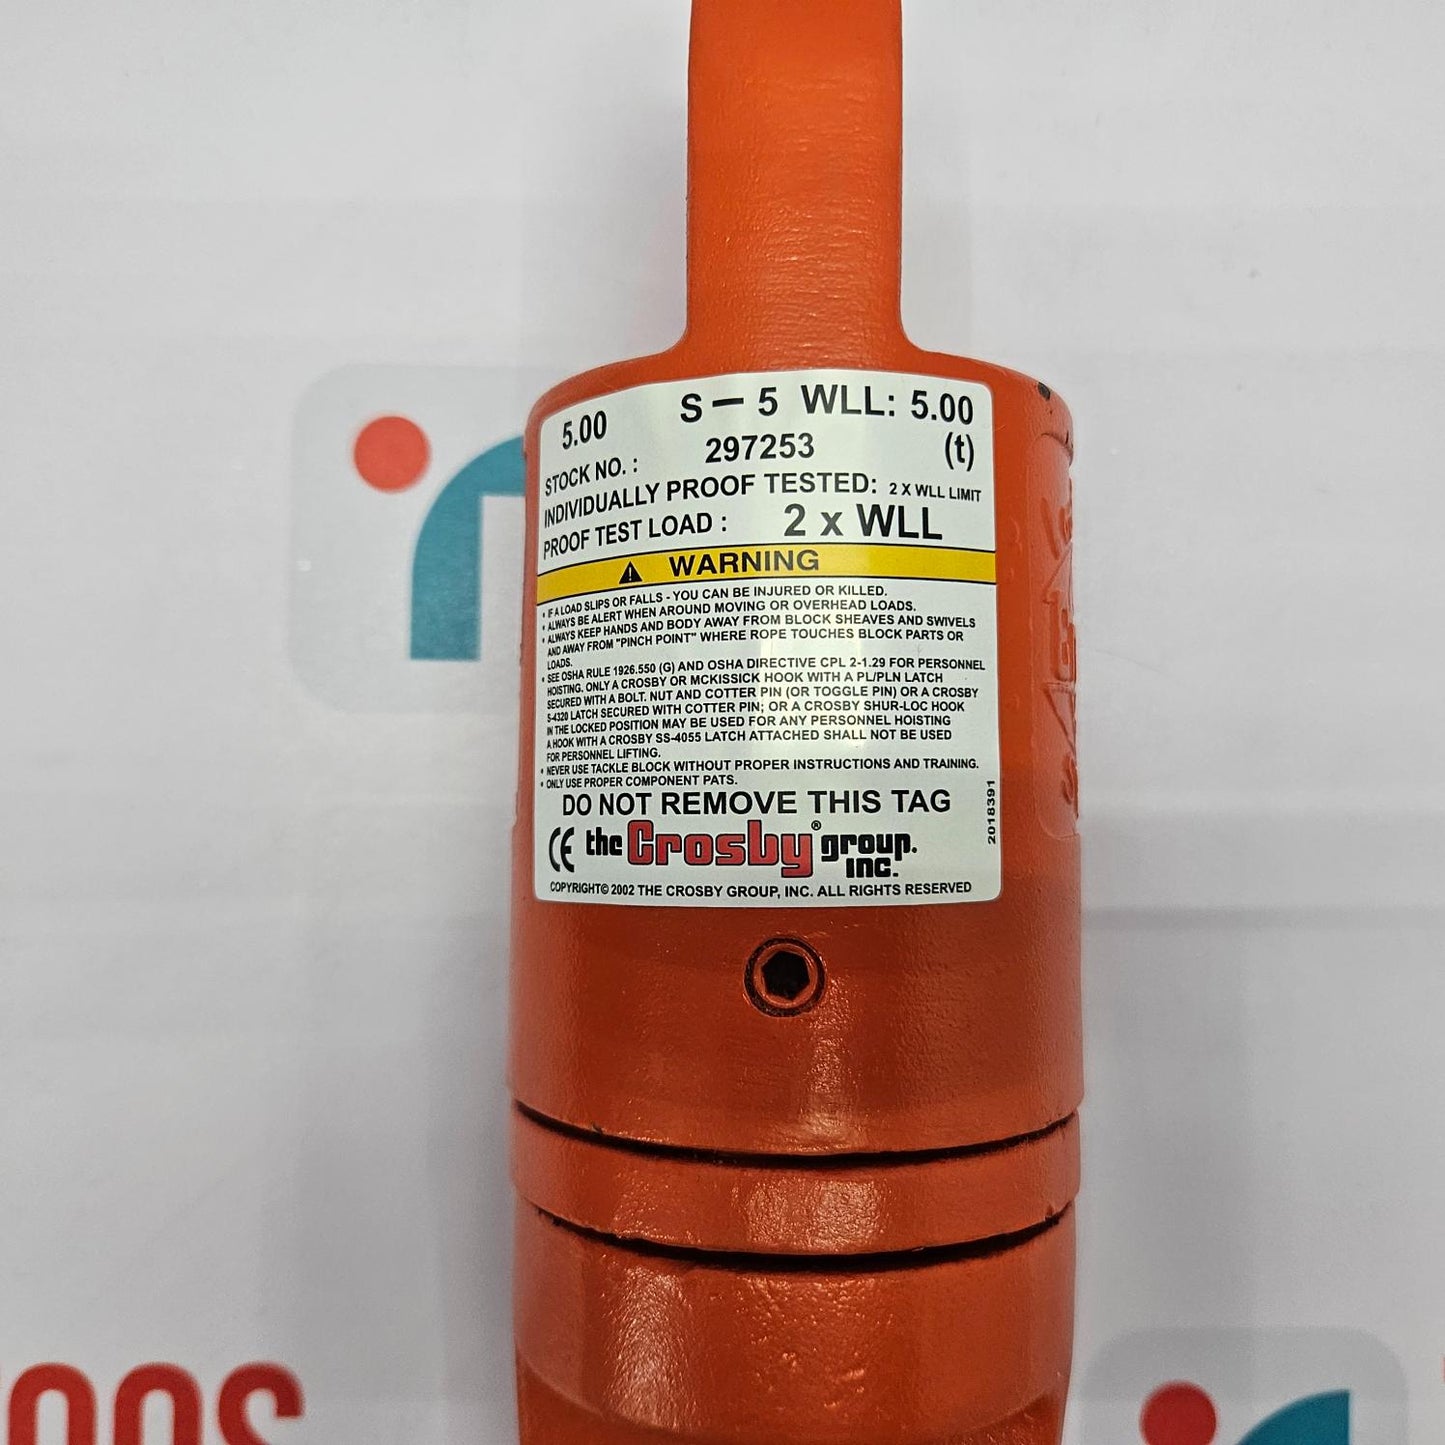 5.00 S-5 WLL: 5.00
STOCK NO. : 297253 (t)
INDIVIDUALLY PROOF TESTED: 2 X WLL LIMIT
PROOF TEST LOAD : 2 x WLL
WARNING
• IF A LOAD SLIPS OR FALLS - YOU CAN BE INJURED OR KILLED.
• ALWAYS BE ALERT WHEN AROUND MOVING OR OVERHEAD LOADS.
• ALWAYS KEEP HANDS AND BODY AWAY FROM BLOCK SHEAVES AND SWIVELS
AND AWAY FROM "PINCH POINT" WHERE ROPE TOUCHES BLOCK PARTS OR
LOADS.
• SEE OSHA RULE 1926.550 (G) AND OSHA DIRECTIVE CPL 2-1.29 FOR PERSONNEL
HOISTING. ONLY A CROSBY OR MCKISSICK HOOK WITH A PL/PLN LATCH
SECURED WITH A BOLT. NUT AND COTTER PIN (OR TOGGLE PIN) OR A CROSBY
S-4320 LATCH SECURED WITH COTTER PIN; OR A CROSBY SHUR-LOC HOOK
IN THE LOCKED POSITION MAY BE USED FOR ANY PERSONNEL HOISTING
A HOOK WITH A CROSBY SS-4055 LATCH ATTACHED SHALL NOT BE USED
FOR PERSONNEL LIFTING.
• NEVER USE TACKLE BLOCK WITHOUT PROPER INSTRUCTIONS AND TRAINING.
• ONLY USE PROPER COMPONENT PATS.
DO NOT REMOVE THIS TAG
2018391
CE the Crosby® group. INC.
COPYRIGHT© 2002 THE CROSBY GROUP, INC. ALL RIGHTS RESERVED